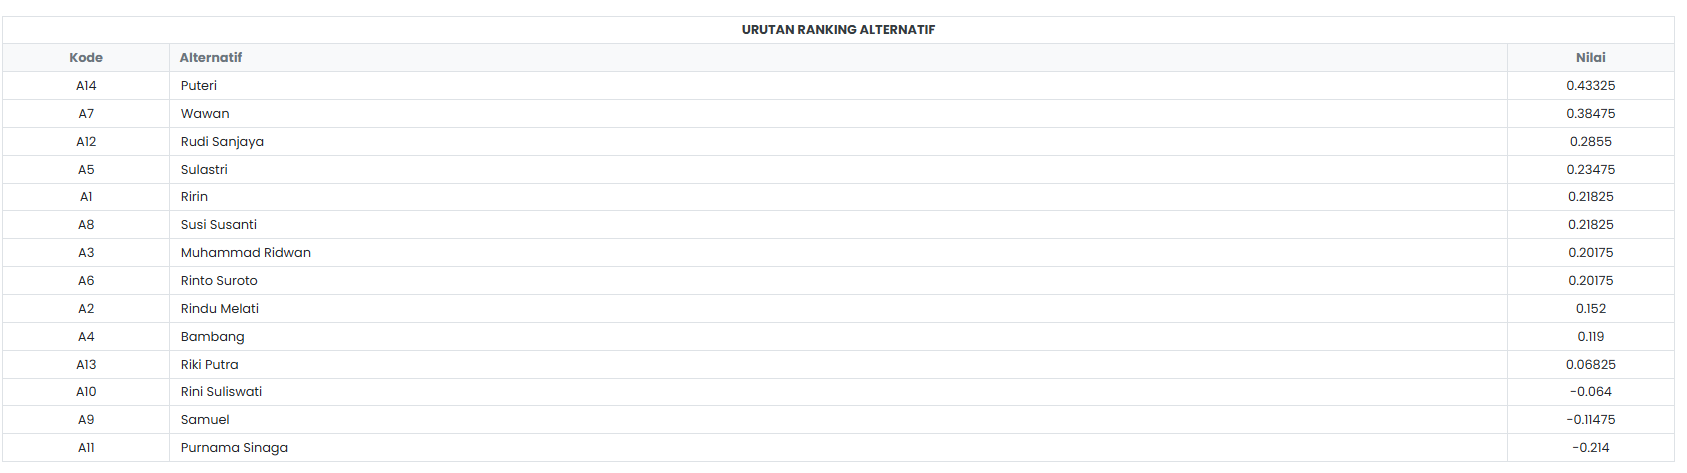 URUTAN RANKING ALTERNATIF
Kode Alternatif Nilai
A14 Puteri 0.43325
A7 Wawan 0.38475
A12 Rudi Sanjaya 0.2855
A5 Sulastri 0.23475
A1 Ririn 0.21825
A8 Susi Susanti 0.21825
A3 Muhammad Ridwan 0.20175
A6 Rinto Suroto 0.20175
A2 Rindu Melati 0.152
A4 Bambang 0.119
A13 Riki Putra 0.06825
A10 Rini Suliswati -0.064
A9 Samuel -0.11475
A11 Purnama Sinaga -0.214